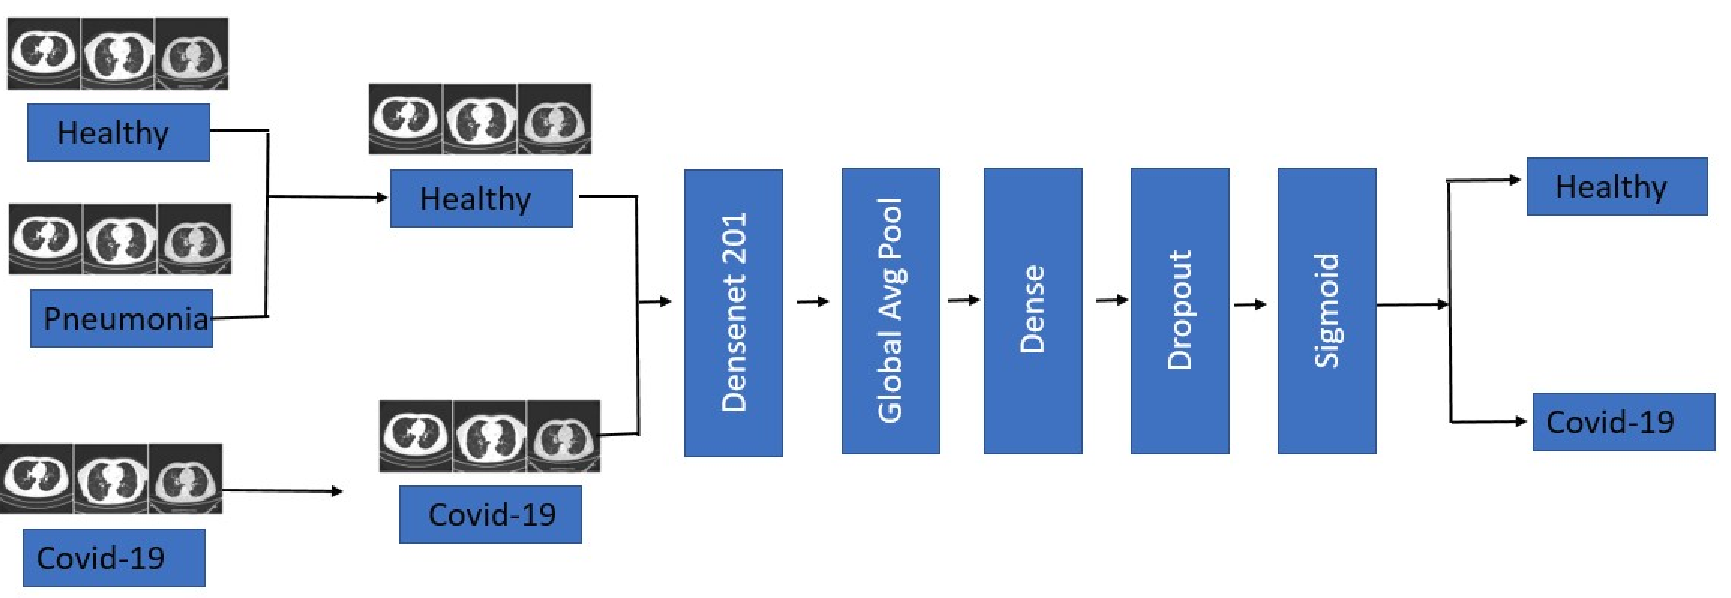 Healthy
Pneumonia
Covid-19
Healthy
Covid-19
Densenet 201
Global Avg Pool
Dense
Dropout
Sigmoid
Healthy
Covid-19